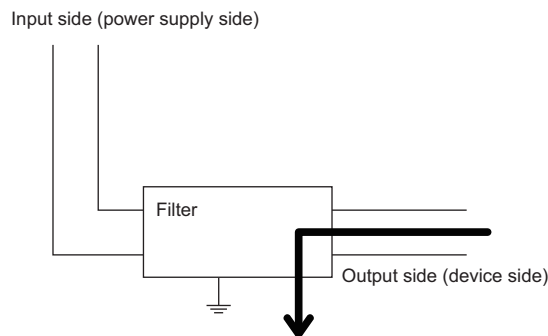 Input side (power supply side)
Filter
Output side (device side)